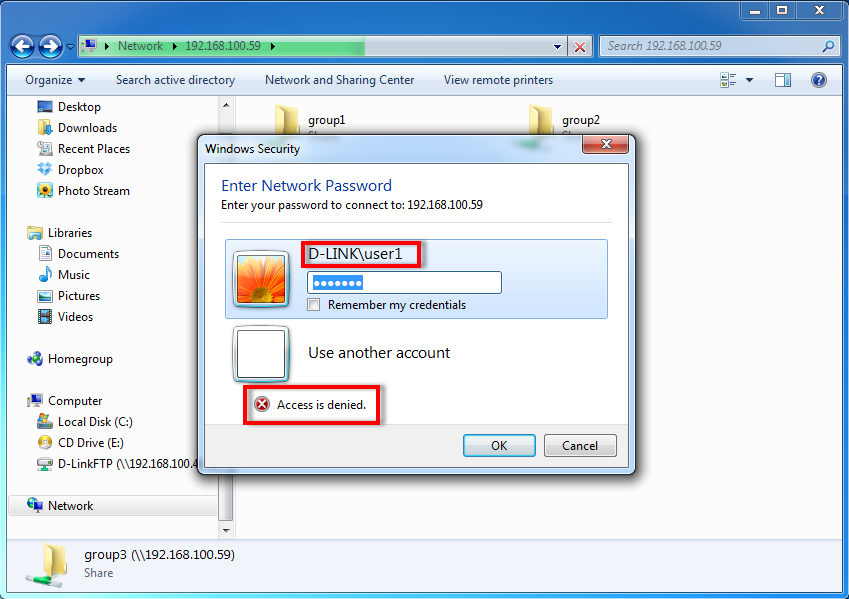 Network 192.168.100.59
Search 192.168.100.59
Organize Search active directory Network and Sharing Center View remote printers
Desktop
Downloads
Recent Places
Dropbox
Photo Stream
Libraries
Documents
Music
Pictures
Videos
Homegroup
Computer
Local Disk (C:)
CD Drive (E:)
D-LinkFTP (\\192.168.100.4
Network
group1
Share
group2
Share
Windows Security
Enter Network Password
Enter your password to connect to: 192.168.100.59
D-LINK\user1
●●●●●●●
Remember my credentials
Use another account
Access is denied.
OK Cancel
group3 (\\192.168.100.59)
Share